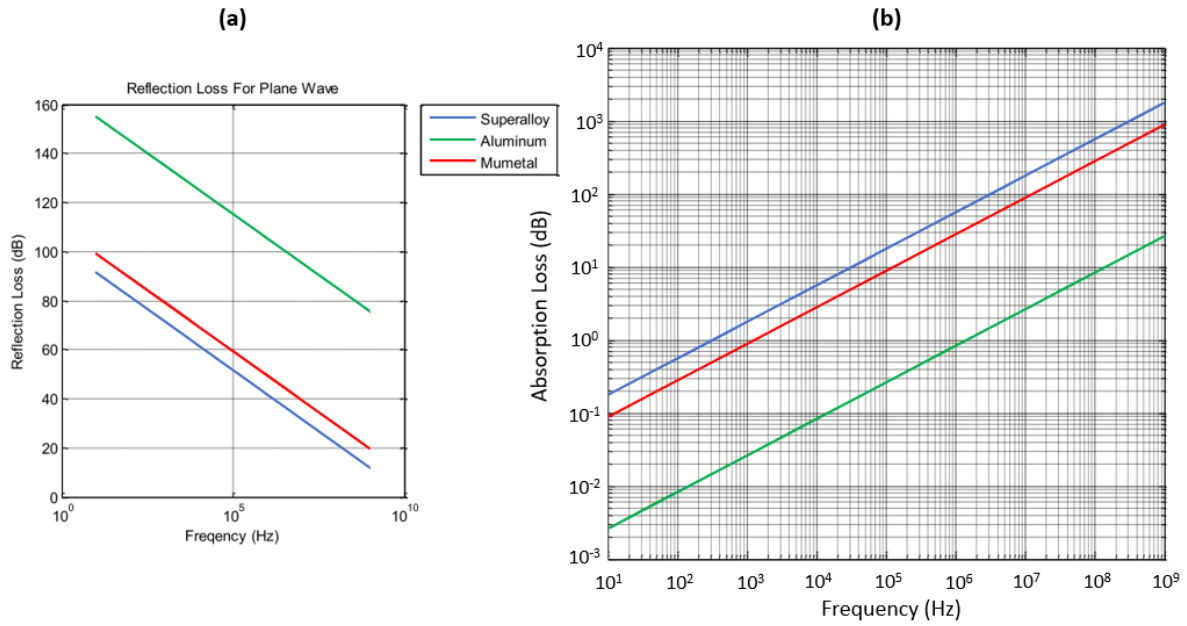 (a)
Reflection Loss For Plane Wave
Reflection Loss (dB)
160
140
120
100
80
60
40
20
0
10^0
10^5
10^10
Freqency (Hz)
Superalloy
Aluminum
Mumetal
(b)
Absorption Loss (dB)
10^4
10^3
10^2
10^1
10^0
10^-1
10^-2
10^-3
10^1
10^2
10^3
10^4
10^5
10^6
10^7
10^8
10^9
Frequency (Hz)